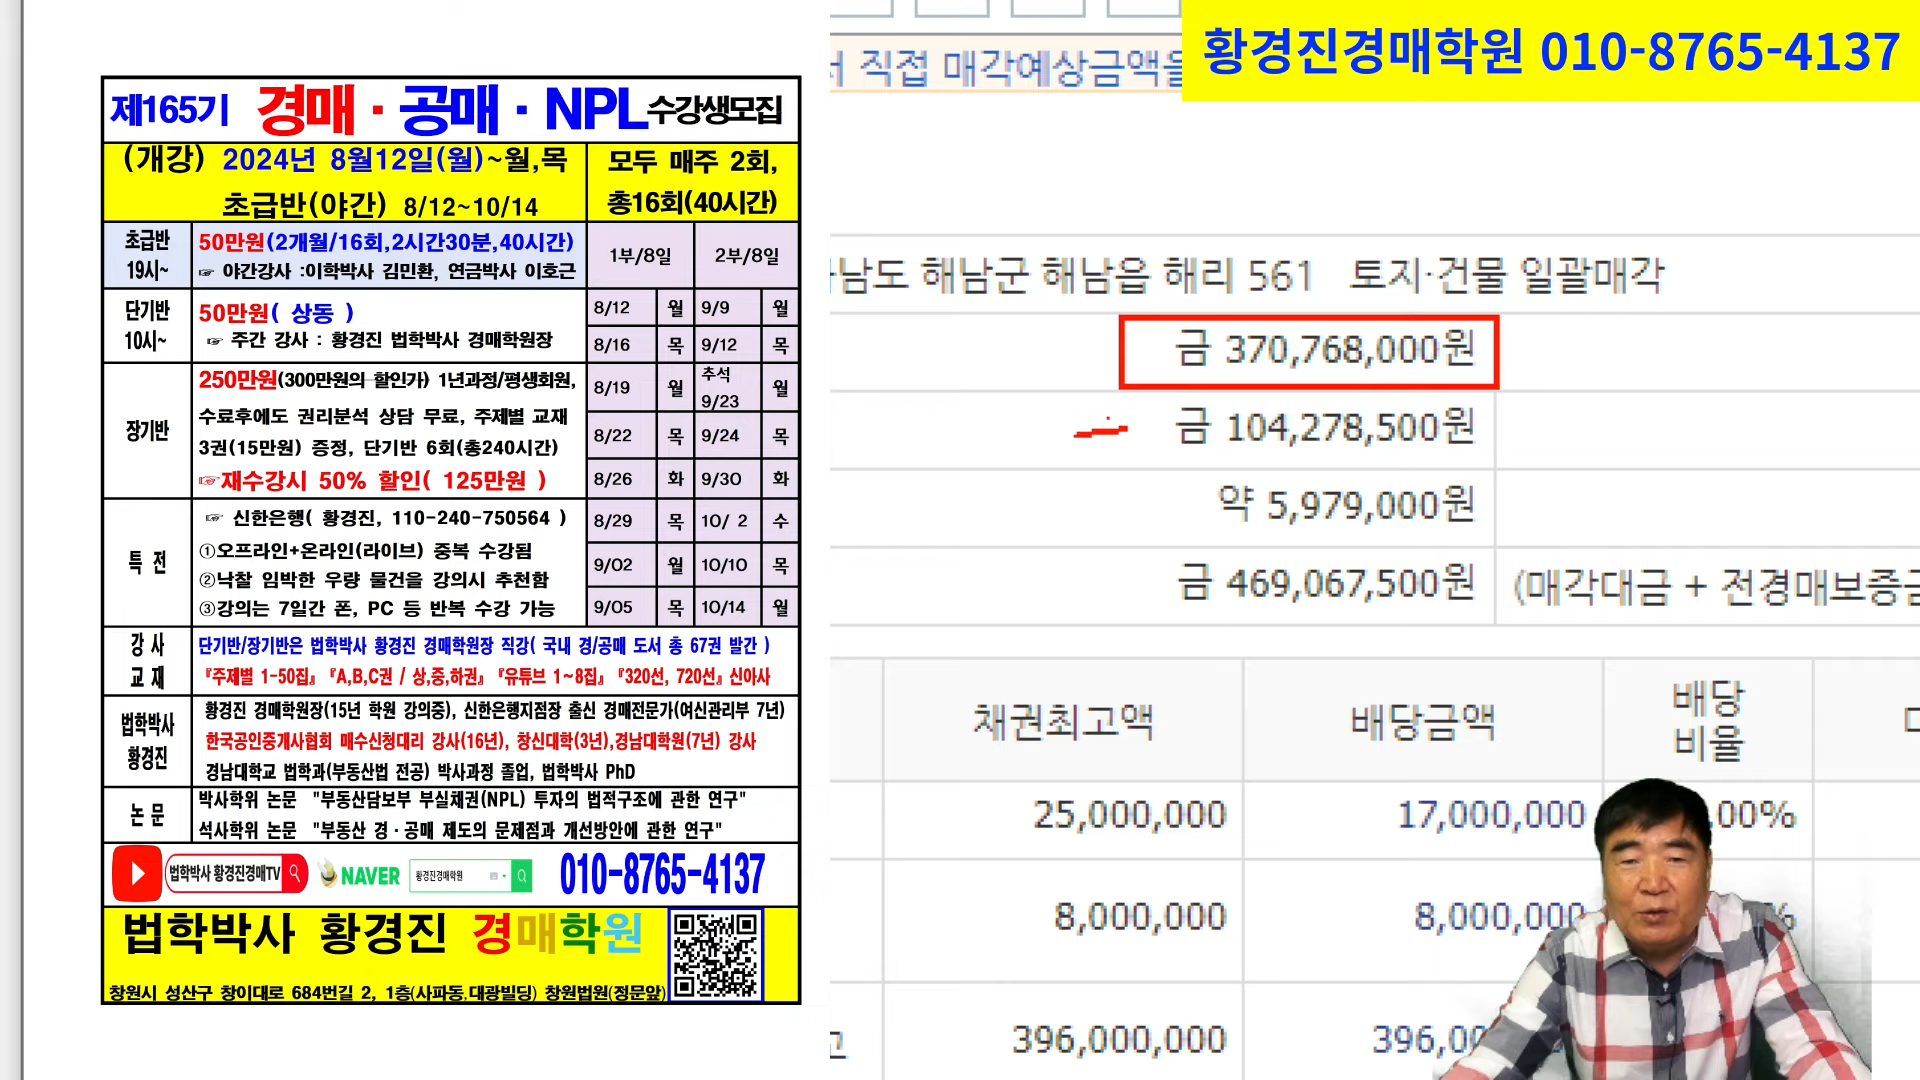 제165기 경매 · 공매 · NPL 수강생모집
(개강) 2024년 8월12일(월)~월,목
초급반(야간) 8/12~10/14
모두 매주 2회,
총16회(40시간)
초급반
19시~
50만원(2개월/16회,2시간30분,40시간)
☞ 야간강사 :이학박사 김민환, 연금박사 이호근
1부/8일 2부/8일
단기반
10시~
50만원( 상동 )
☞ 주간 강사 : 황경진 법학박사 경매학원장
8/12 월 9/9 월
8/16 목 9/12 목
장기반
250만원(300만원의 할인가) 1년과정/평생회원,
수료후에도 권리분석 상담 무료, 주제별 교재
3권(15만원) 증정, 단기반 6회(총240시간)
☞재수강시 50% 할인( 125만원 )
8/19 월 추석 9/23 월
8/22 목 9/24 목
8/26 화 9/30 화
특 전
☞ 신한은행( 황경진, 110-240-750564 )
①오프라인+온라인(라이브) 중복 수강됨
②낙찰 임박한 우량 물건을 강의시 추천함
③강의는 7일간 폰, PC 등 반복 수강 가능
8/29 목 10/ 2 수
9/02 월 10/10 목
9/05 목 10/14 월
강 사
교 재
단기반/장기반은 법학박사 황경진 경매학원장 직강( 국내 경/공매 도서 총 67권 발간 )
『주제별 1-50집』 『A,B,C권 / 상,중,하권』 『유튜브 1~8집』 『320선, 720선』 신아사
법학박사
황경진
황경진 경매학원장(15년 학원 강의중), 신한은행지점장 출신 경매전문가(여신관리부 7년)
한국공인중개사협회 매수신청대리 강사(16년), 창신대학(3년),경남대학원(7년) 강사
경남대학교 법학과(부동산법 전공) 박사과정 졸업, 법학박사 PhD
논 문
박사학위 논문 "부동산담보부 부실채권(NPL) 투자의 법적구조에 관한 연구"
석사학위 논문 "부동산 경·공매 제도의 문제점과 개선방안에 관한 연구"
법학박사 황경진경매TV NAVER 황경진경매학원 010-8765-4137
법학박사 황경진 경매학원
창원시 성산구 창이대로 684번길 2, 1층(사파동,대광빌딩) 창원법원(정문앞)
황경진경매학원 010-8765-4137
직접 매각예상금액을
남도 해남군 해남읍 해리 561 토지·건물 일괄매각
금 370,768,000원
금 104,278,500원
약 5,979,000원
금 469,067,500원 (매각대금 + 전경매보증금
채권최고액 배당금액 배당
비율
25,000,000 17,000,000 .00%
8,000,000 8,000,000 %
396,000,000 396,00